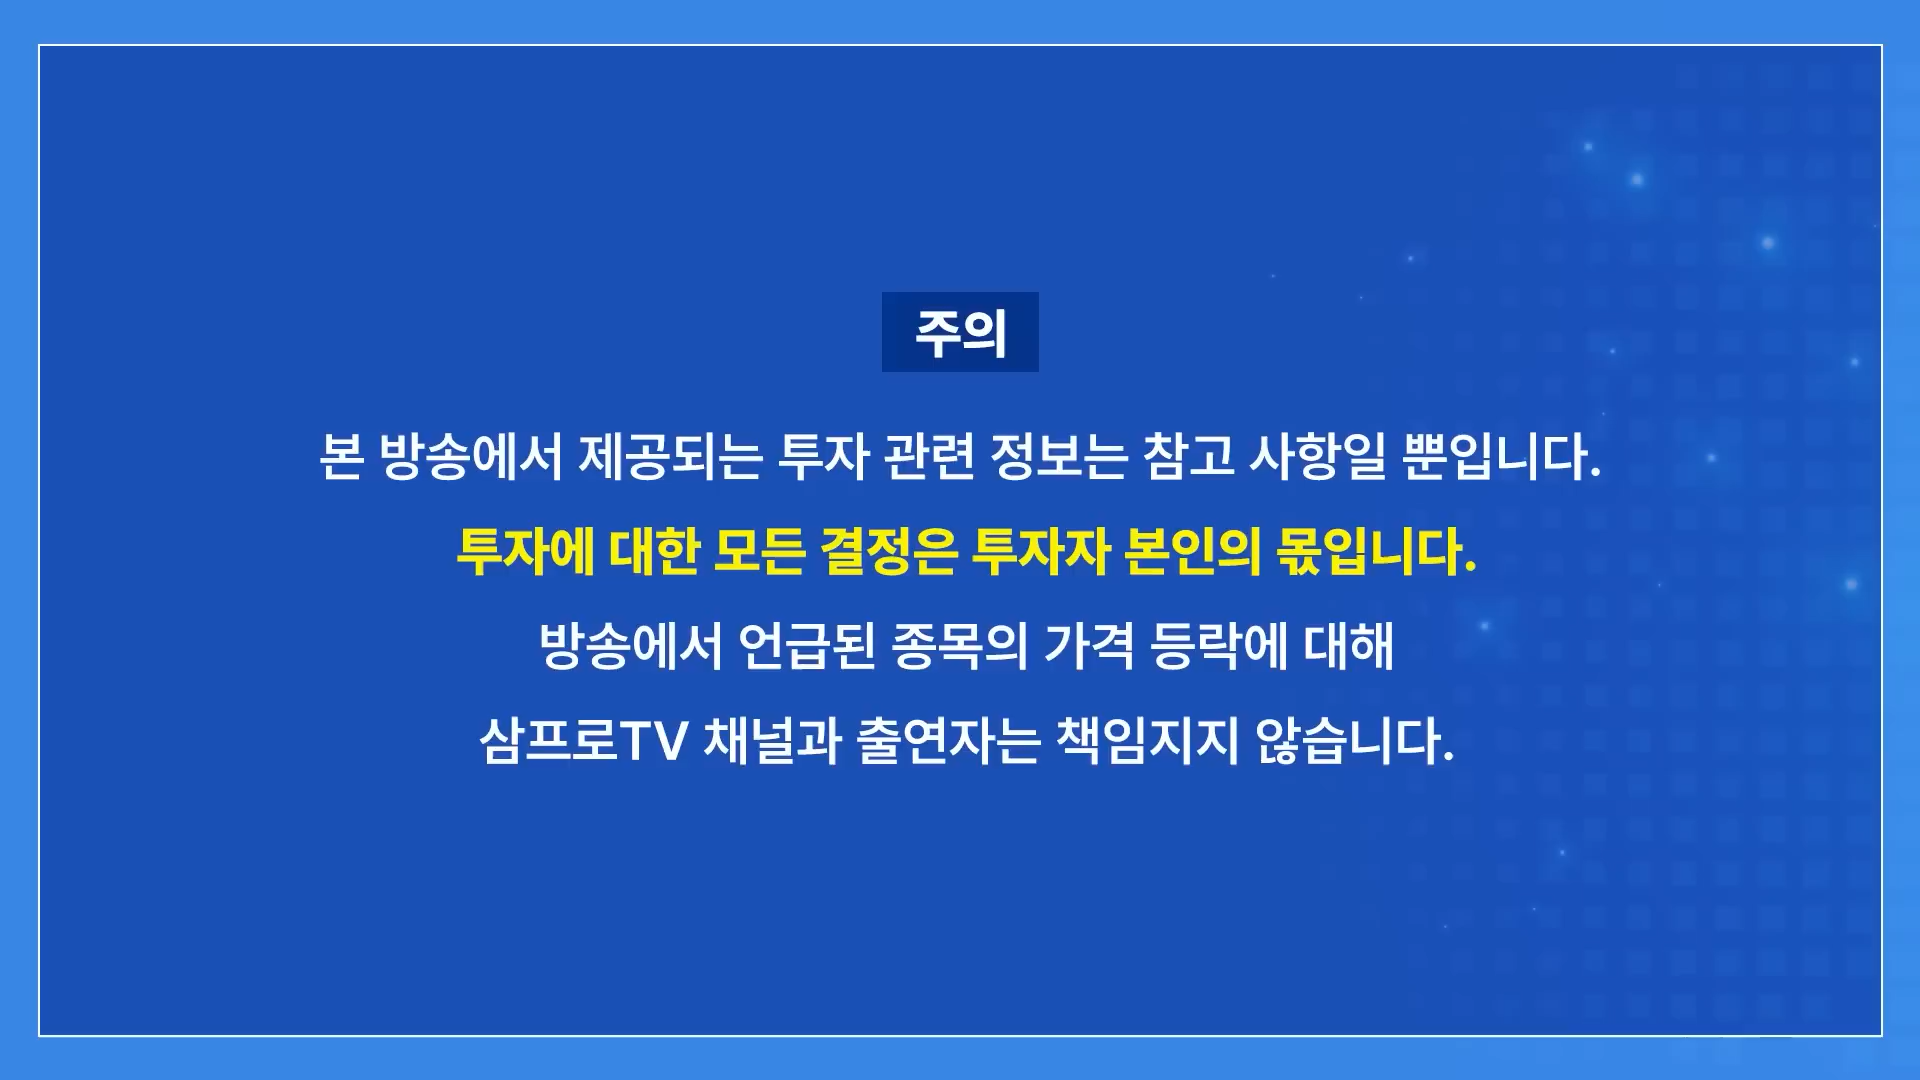 주의
본 방송에서 제공되는 투자 관련 정보는 참고 사항일 뿐입니다.
투자에 대한 모든 결정은 투자자 본인의 몫입니다.
방송에서 언급된 종목의 가격 등락에 대해
삼프로TV 채널과 출연자는 책임지지 않습니다.